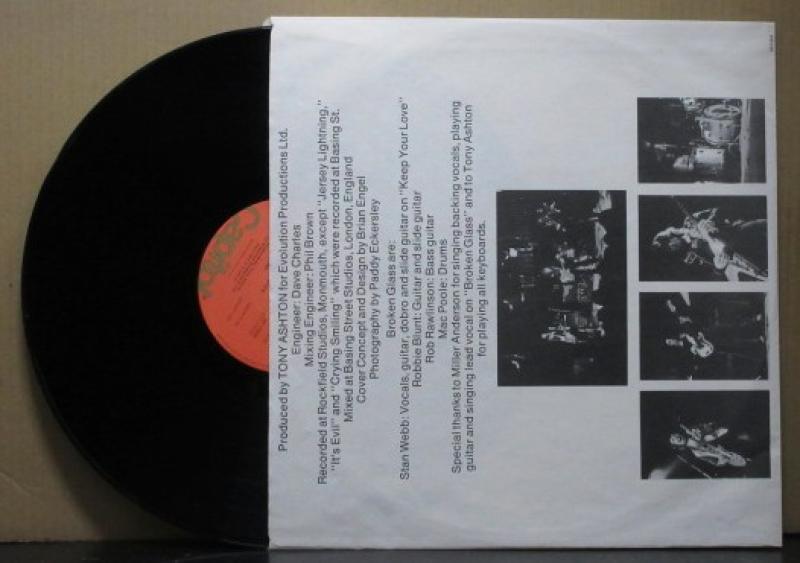 Produced by TONY ASHTON for Evolution Productions Ltd.
Engineer: Dave Charles
Mixing Engineer: Phil Brown
Recorded at Rockfield Studios, Monmouth, except "Jersey Lightning,"
"It's Evil" and "Crying Smiling" which were recorded at Basing St.
Mixed at Basing Street Studios, London, England
Cover Concept and Design by Brian Engel
Photography by Paddy Eckersley
Broken Glass are:
Stan Webb: Vocals, guitar, dobro and slide guitar on "Keep Your Love"
Robbie Blunt: Guitar and slide guitar
Rob Rawlinson: Bass guitar
Mac Poole: Drums
Special thanks to Miller Anderson for singing backing vocals, playing
guitar and singing lead vocal on "Broken Glass" and to Tony Ashton
for playing all keyboards.
Capitol